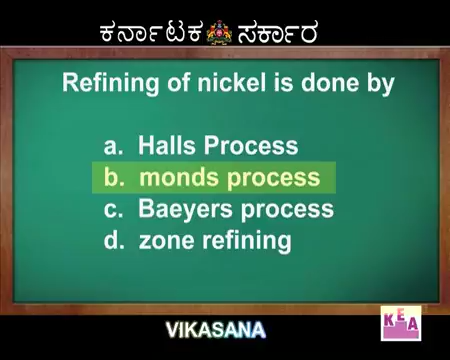 ಕರ್ನಾಟಕ ಸರ್ಕಾರ
Refining of nickel is done by
a. Halls Process
b. monds process
c. Baeyers process
d. zone refining
VIKASANA
KEA